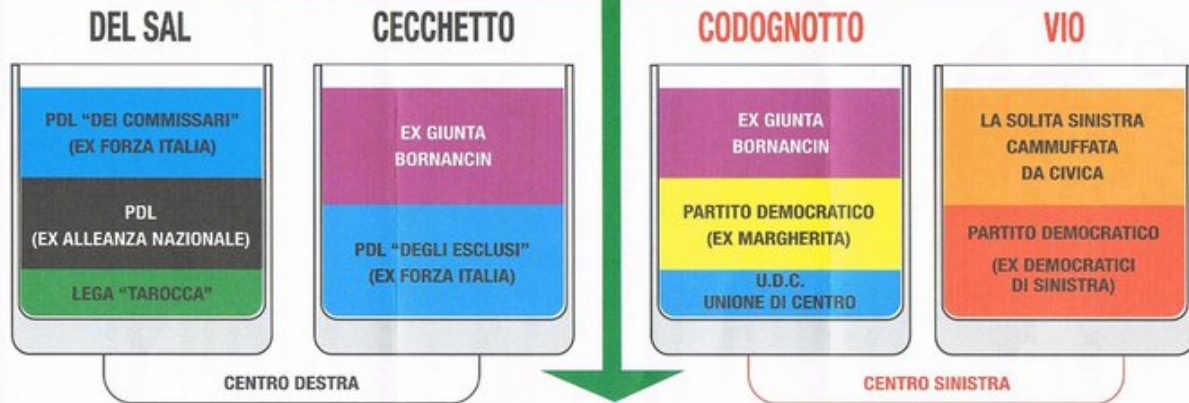 DEL SAL
PDL "DEI COMMISSARI"
(EX FORZA ITALIA)
PDL
(EX ALLEANZA NAZIONALE)
LEGA "TAROCCA"
CECCHETTO
EX GIUNTA
BORNANCIN
PDL "DEGLI ESCLUSI"
(EX FORZA ITALIA)
CENTRO DESTRA
CODOGNOTTO
EX GIUNTA
BORNANCIN
PARTITO DEMOCRATICO
(EX MARGHERITA)
U.D.C.
UNIONE DI CENTRO
VIO
LA SOLITA SINISTRA
CAMMUFFATA
DA CIVICA
PARTITO DEMOCRATICO
(EX DEMOCRATICI
DI SINISTRA)
CENTRO SINISTRA